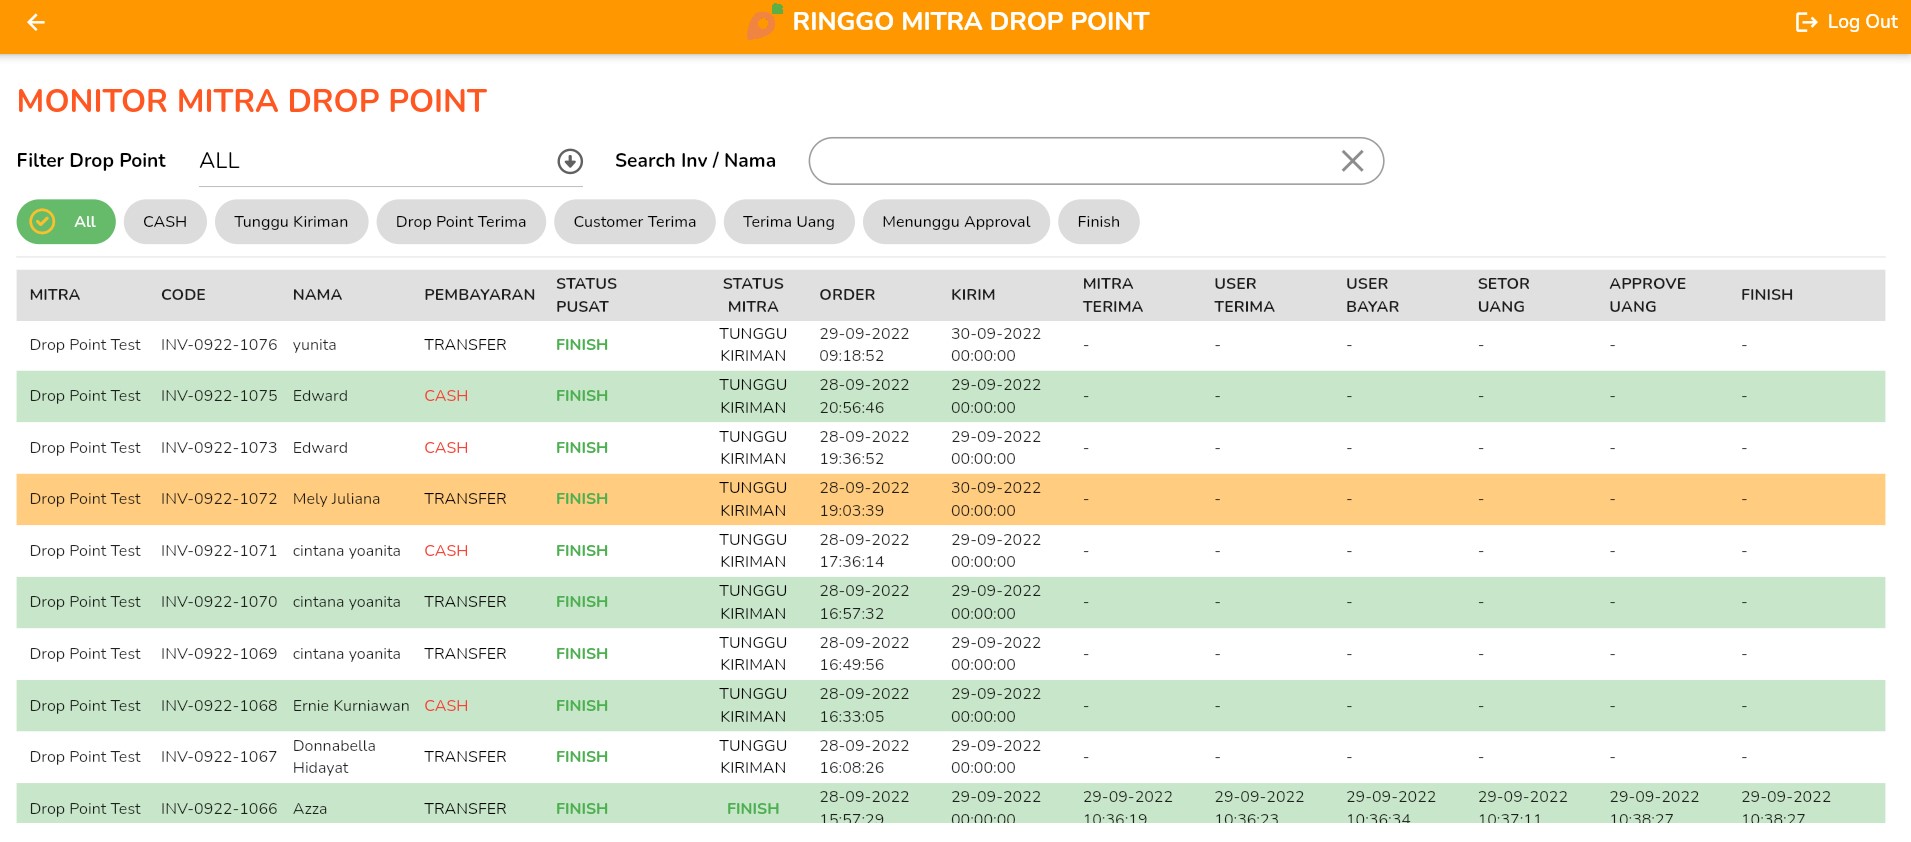 RINGGO MITRA DROP POINT
Log Out
MONITOR MITRA DROP POINT
Filter Drop Point ALL Search Inv / Nama
All CASH Tunggu Kiriman Drop Point Terima Customer Terima Terima Uang Menunggu Approval Finish
MITRA CODE NAMA PEMBAYARAN STATUS PUSAT STATUS MITRA ORDER KIRIM MITRA TERIMA USER TERIMA USER BAYAR SETOR UANG APPROVE UANG FINISH
Drop Point Test INV-0922-1076 yunita TRANSFER FINISH TUNGGU KIRIMAN 29-09-2022 09:18:52 30-09-2022 00:00:00 - - - - - -
Drop Point Test INV-0922-1075 Edward CASH FINISH TUNGGU KIRIMAN 28-09-2022 20:56:46 29-09-2022 00:00:00 - - - - - -
Drop Point Test INV-0922-1073 Edward CASH FINISH TUNGGU KIRIMAN 28-09-2022 19:36:52 29-09-2022 00:00:00 - - - - - -
Drop Point Test INV-0922-1072 Mely Juliana TRANSFER FINISH TUNGGU KIRIMAN 28-09-2022 19:03:39 30-09-2022 00:00:00 - - - - - -
Drop Point Test INV-0922-1071 cintana yoanita CASH FINISH TUNGGU KIRIMAN 28-09-2022 17:36:14 29-09-2022 00:00:00 - - - - - -
Drop Point Test INV-0922-1070 cintana yoanita TRANSFER FINISH TUNGGU KIRIMAN 28-09-2022 16:57:32 29-09-2022 00:00:00 - - - - - -
Drop Point Test INV-0922-1069 cintana yoanita TRANSFER FINISH TUNGGU KIRIMAN 28-09-2022 16:49:56 29-09-2022 00:00:00 - - - - - -
Drop Point Test INV-0922-1068 Ernie Kurniawan CASH FINISH TUNGGU KIRIMAN 28-09-2022 16:33:05 29-09-2022 00:00:00 - - - - - -
Drop Point Test INV-0922-1067 Donnabella Hidayat TRANSFER FINISH TUNGGU KIRIMAN 28-09-2022 16:08:26 29-09-2022 00:00:00 - - - - - -
Drop Point Test INV-0922-1066 Azza TRANSFER FINISH FINISH 28-09-2022 15:57:29 29-09-2022 00:00:00 29-09-2022 10:36:19 29-09-2022 10:36:23 29-09-2022 10:36:34 29-09-2022 10:37:11 29-09-2022 10:38:27 29-09-2022 10:38:27